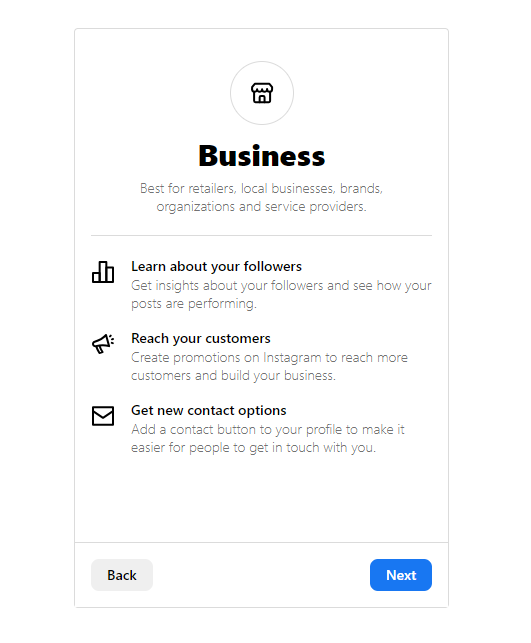 Business
Best for retailers, local businesses, brands,
organizations and service providers.
Learn about your followers
Get insights about your followers and see how your
posts are performing.
Reach your customers
Create promotions on Instagram to reach more
customers and build your business.
Get new contact options
Add a contact button to your profile to make it
easier for people to get in touch with you.
Back
Next